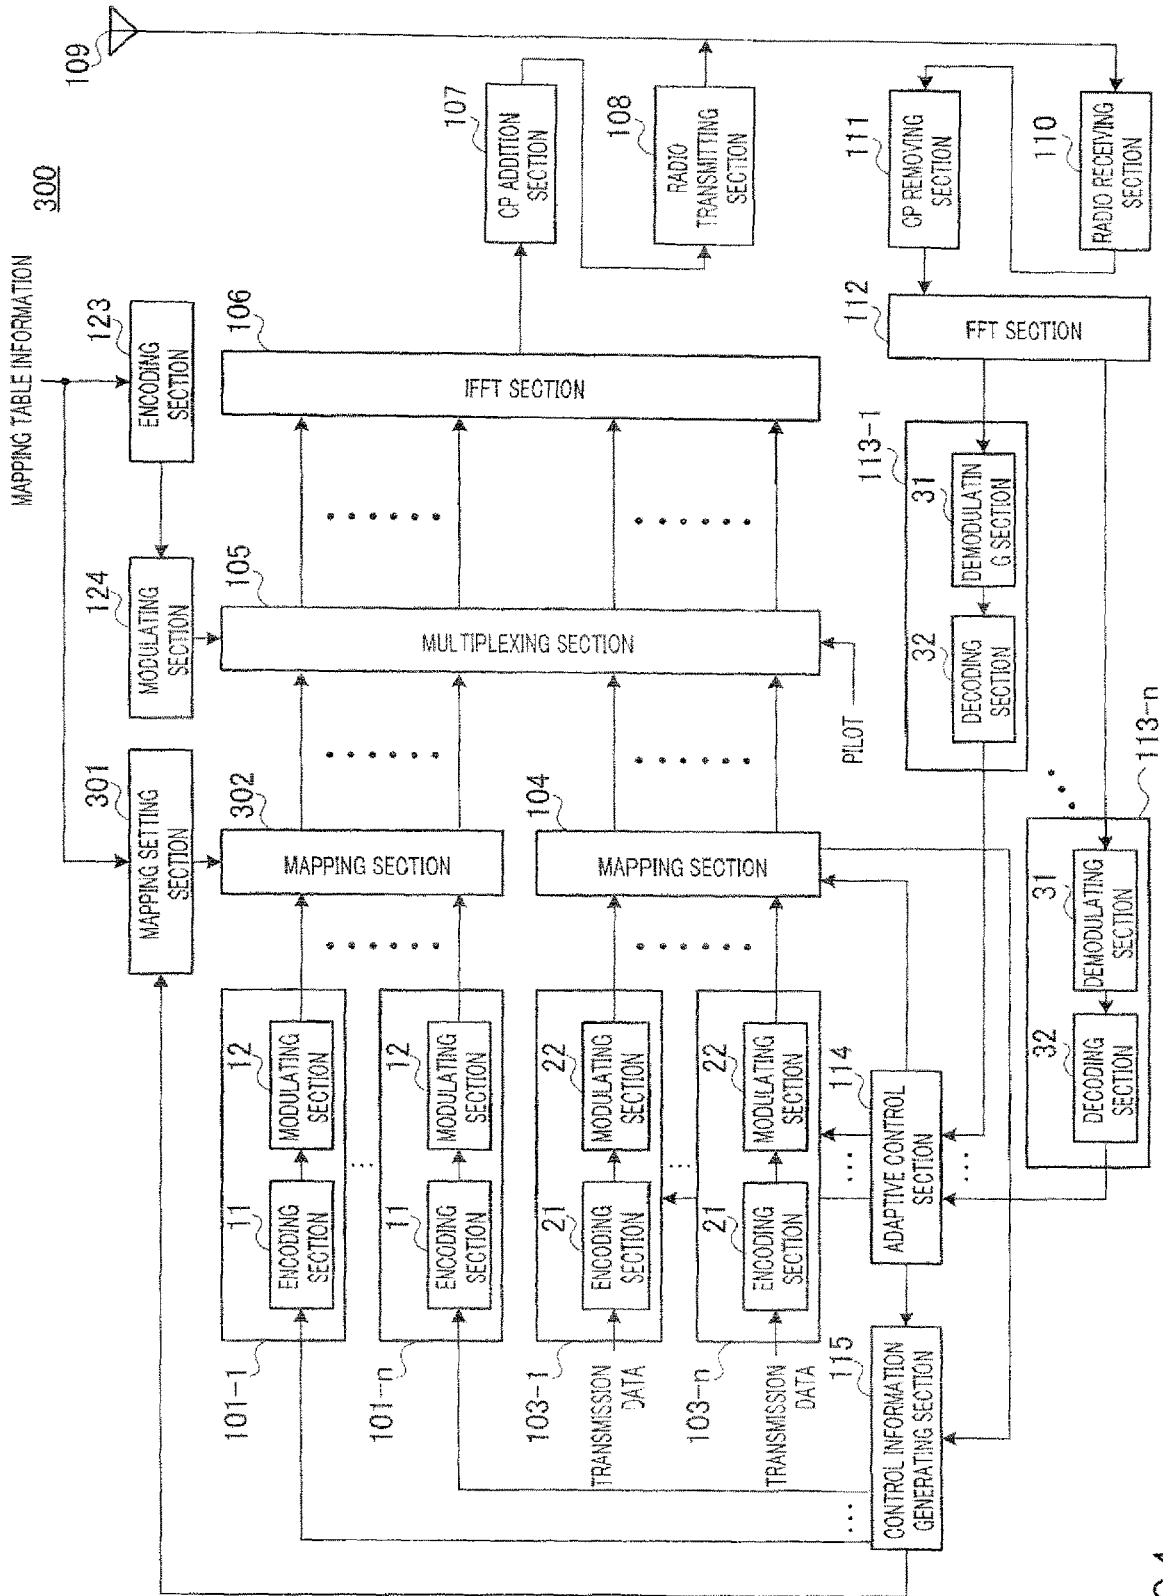 300
MAPPING TABLE INFORMATION
109
107
CP ADDITION
SECTION
108
RADIO
TRANSMITTING
SECTION
111
CP REMOVING
SECTION
110
RADIO RECEIVING
SECTION
123
ENCODING
SECTION
106
IFFT SECTION
112
FFT SECTION
124
MODULATING
SECTION
105
MULTIPLEXING SECTION
PILOT
113-1
31
DEMODULATIN
G SECTION
32
DECODING
SECTION
301
MAPPING SETTING
SECTION
302
MAPPING SECTION
104
MAPPING SECTION
113-n
31
DEMODULATING
SECTION
32
DECODING
SECTION
101-1
11
ENCODING
SECTION
12
MODULATING
SECTION
101-n
11
ENCODING
SECTION
12
MODULATING
SECTION
103-1
TRANSMISSION
DATA
21
ENCODING
SECTION
22
MODULATING
SECTION
103-n
TRANSMISSION
DATA
21
ENCODING
SECTION
22
MODULATING
SECTION
114
ADAPTIVE CONTROL
SECTION
115
CONTROL INFORMATION
GENERATING SECTION